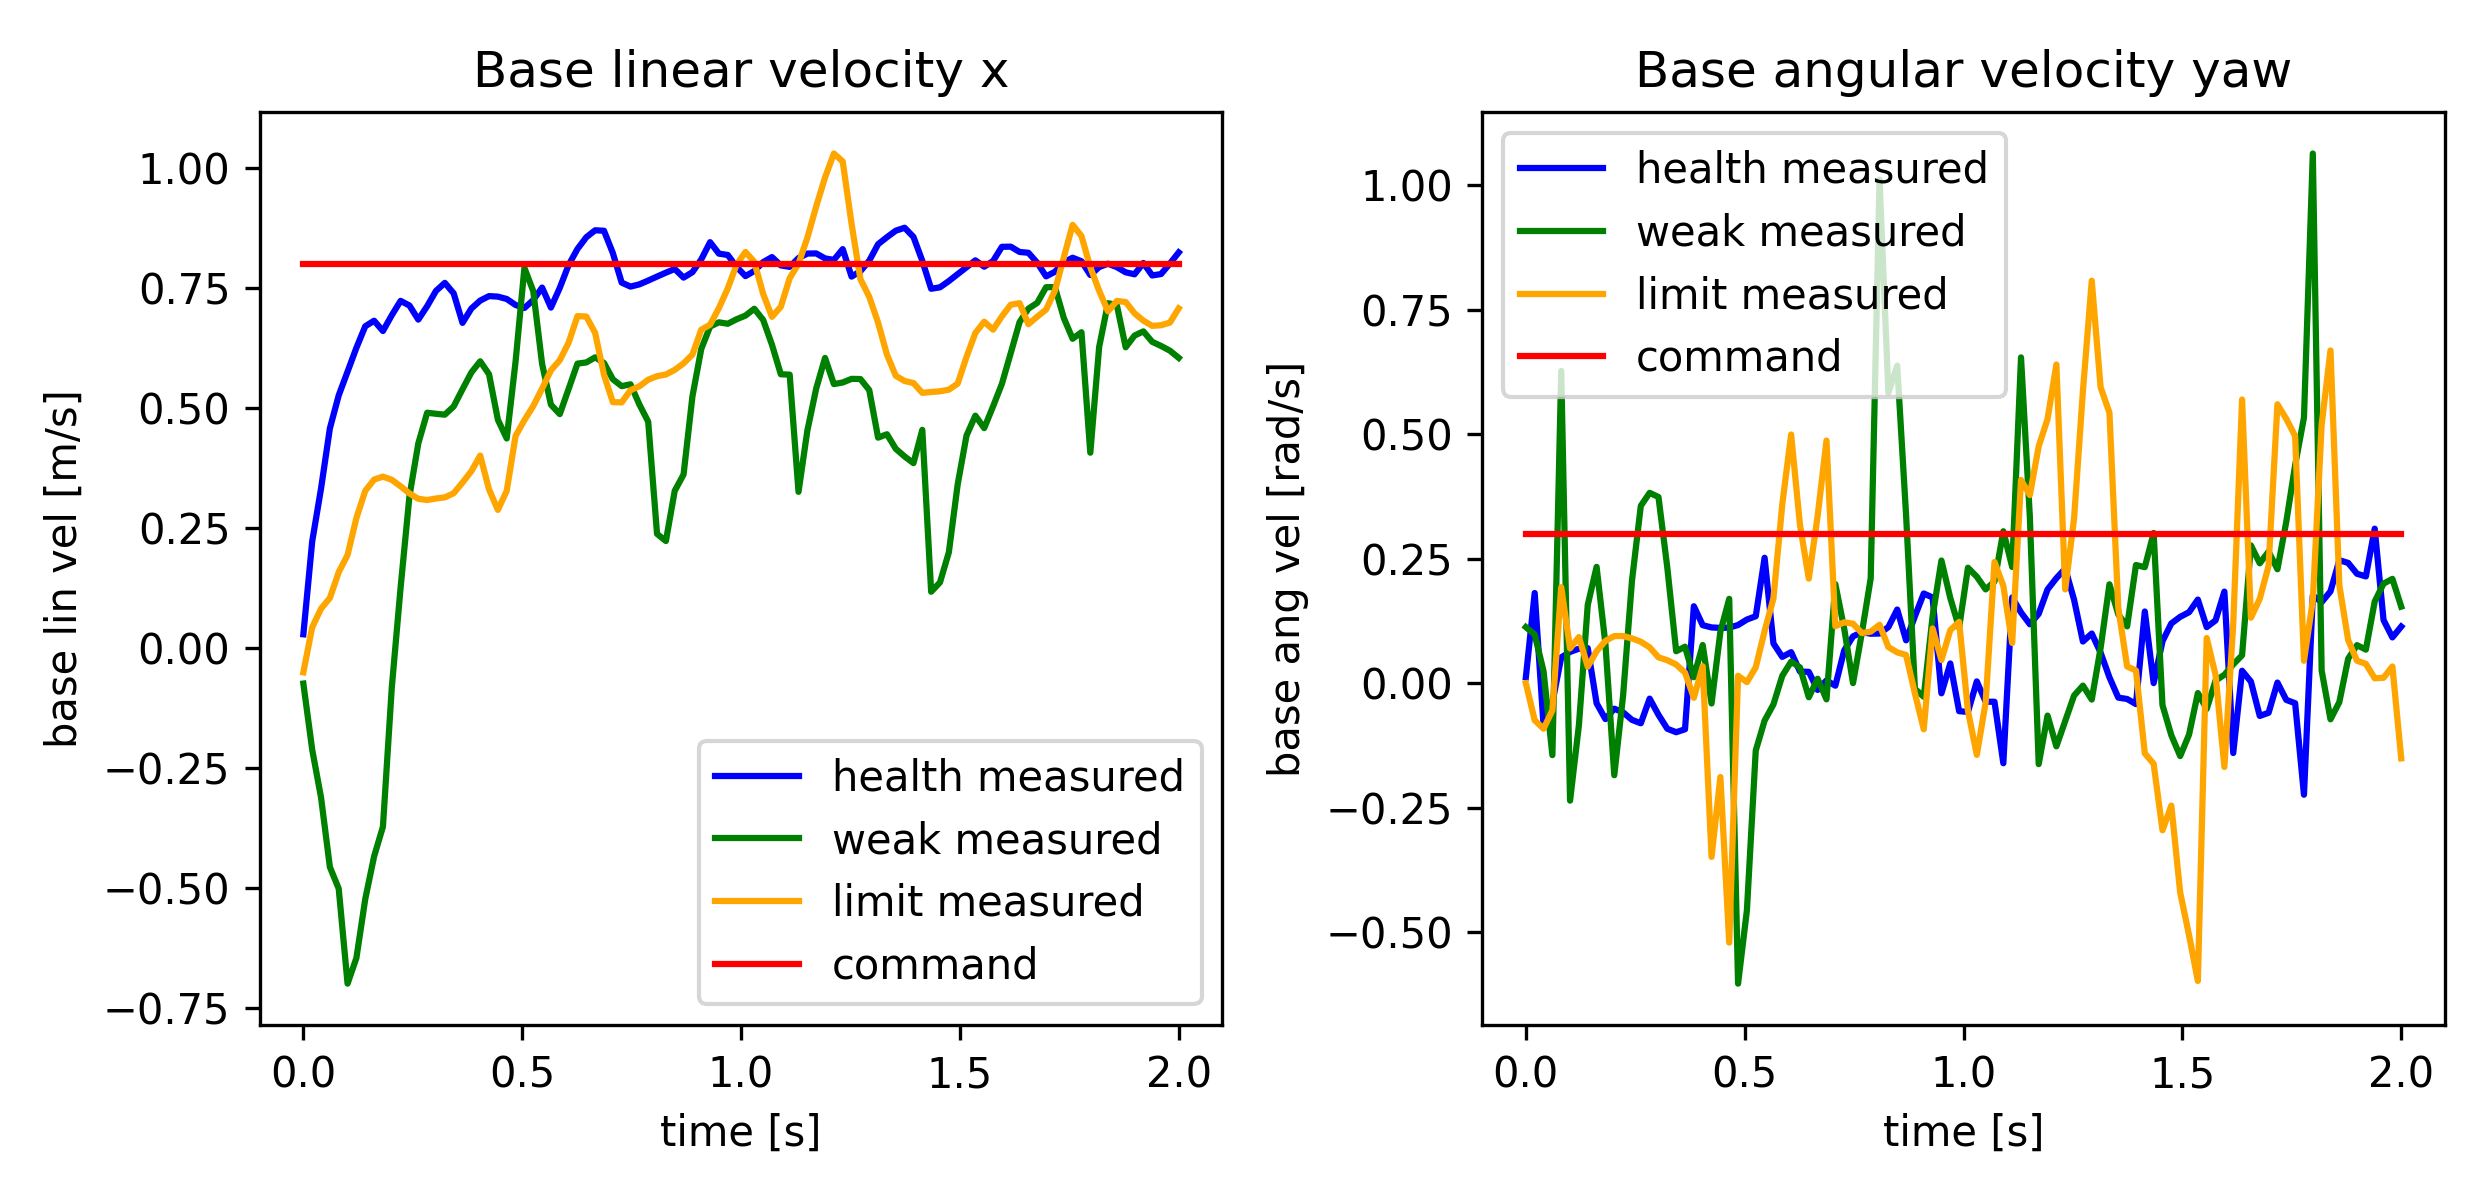 Base linear velocity x
base lin vel [m/s]
1.00
0.75
0.50
0.25
0.00
−0.25
−0.50
−0.75
health measured
weak measured
limit measured
command
0.0 0.5 1.0 1.5 2.0
time [s]
Base angular velocity yaw
base ang vel [rad/s]
1.00
0.75
0.50
0.25
0.00
−0.25
−0.50
health measured
weak measured
limit measured
command
0.0 0.5 1.0 1.5 2.0
time [s]